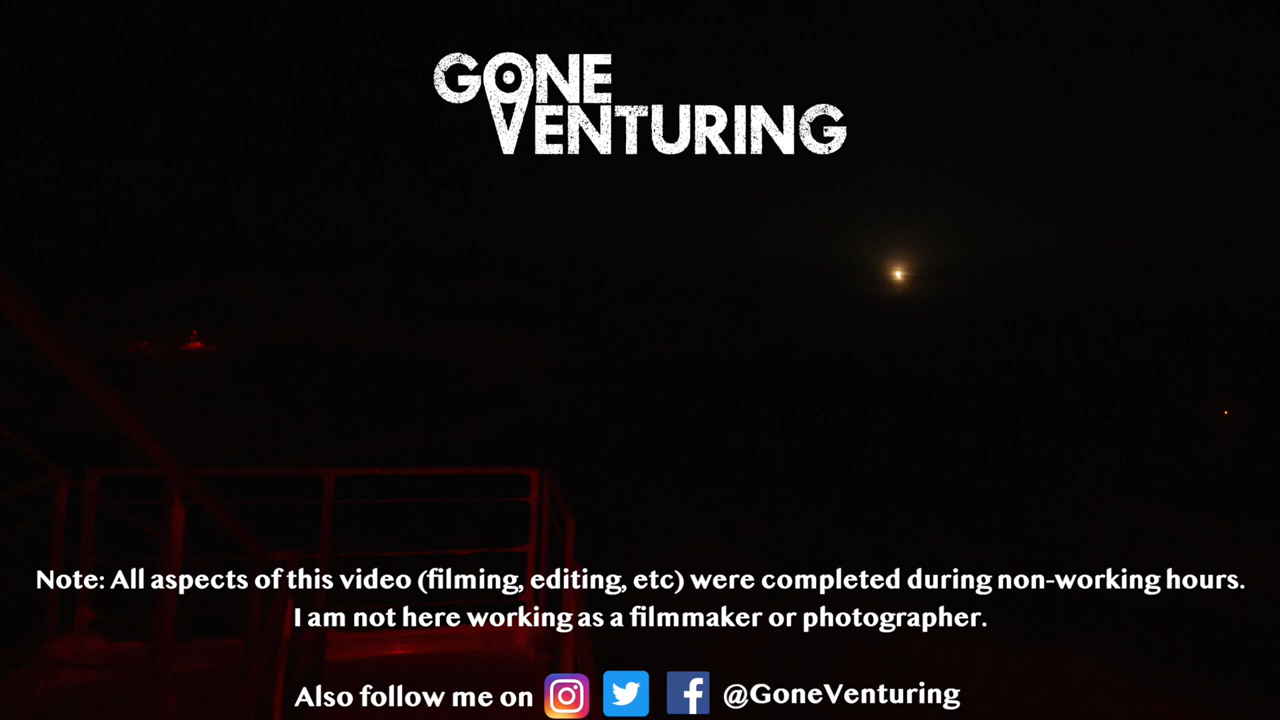 GONE
VENTURING
Note: All aspects of this video (filming, editing, etc) were completed during non-working hours.
I am not here working as a filmmaker or photographer.
Also follow me on @GoneVenturing